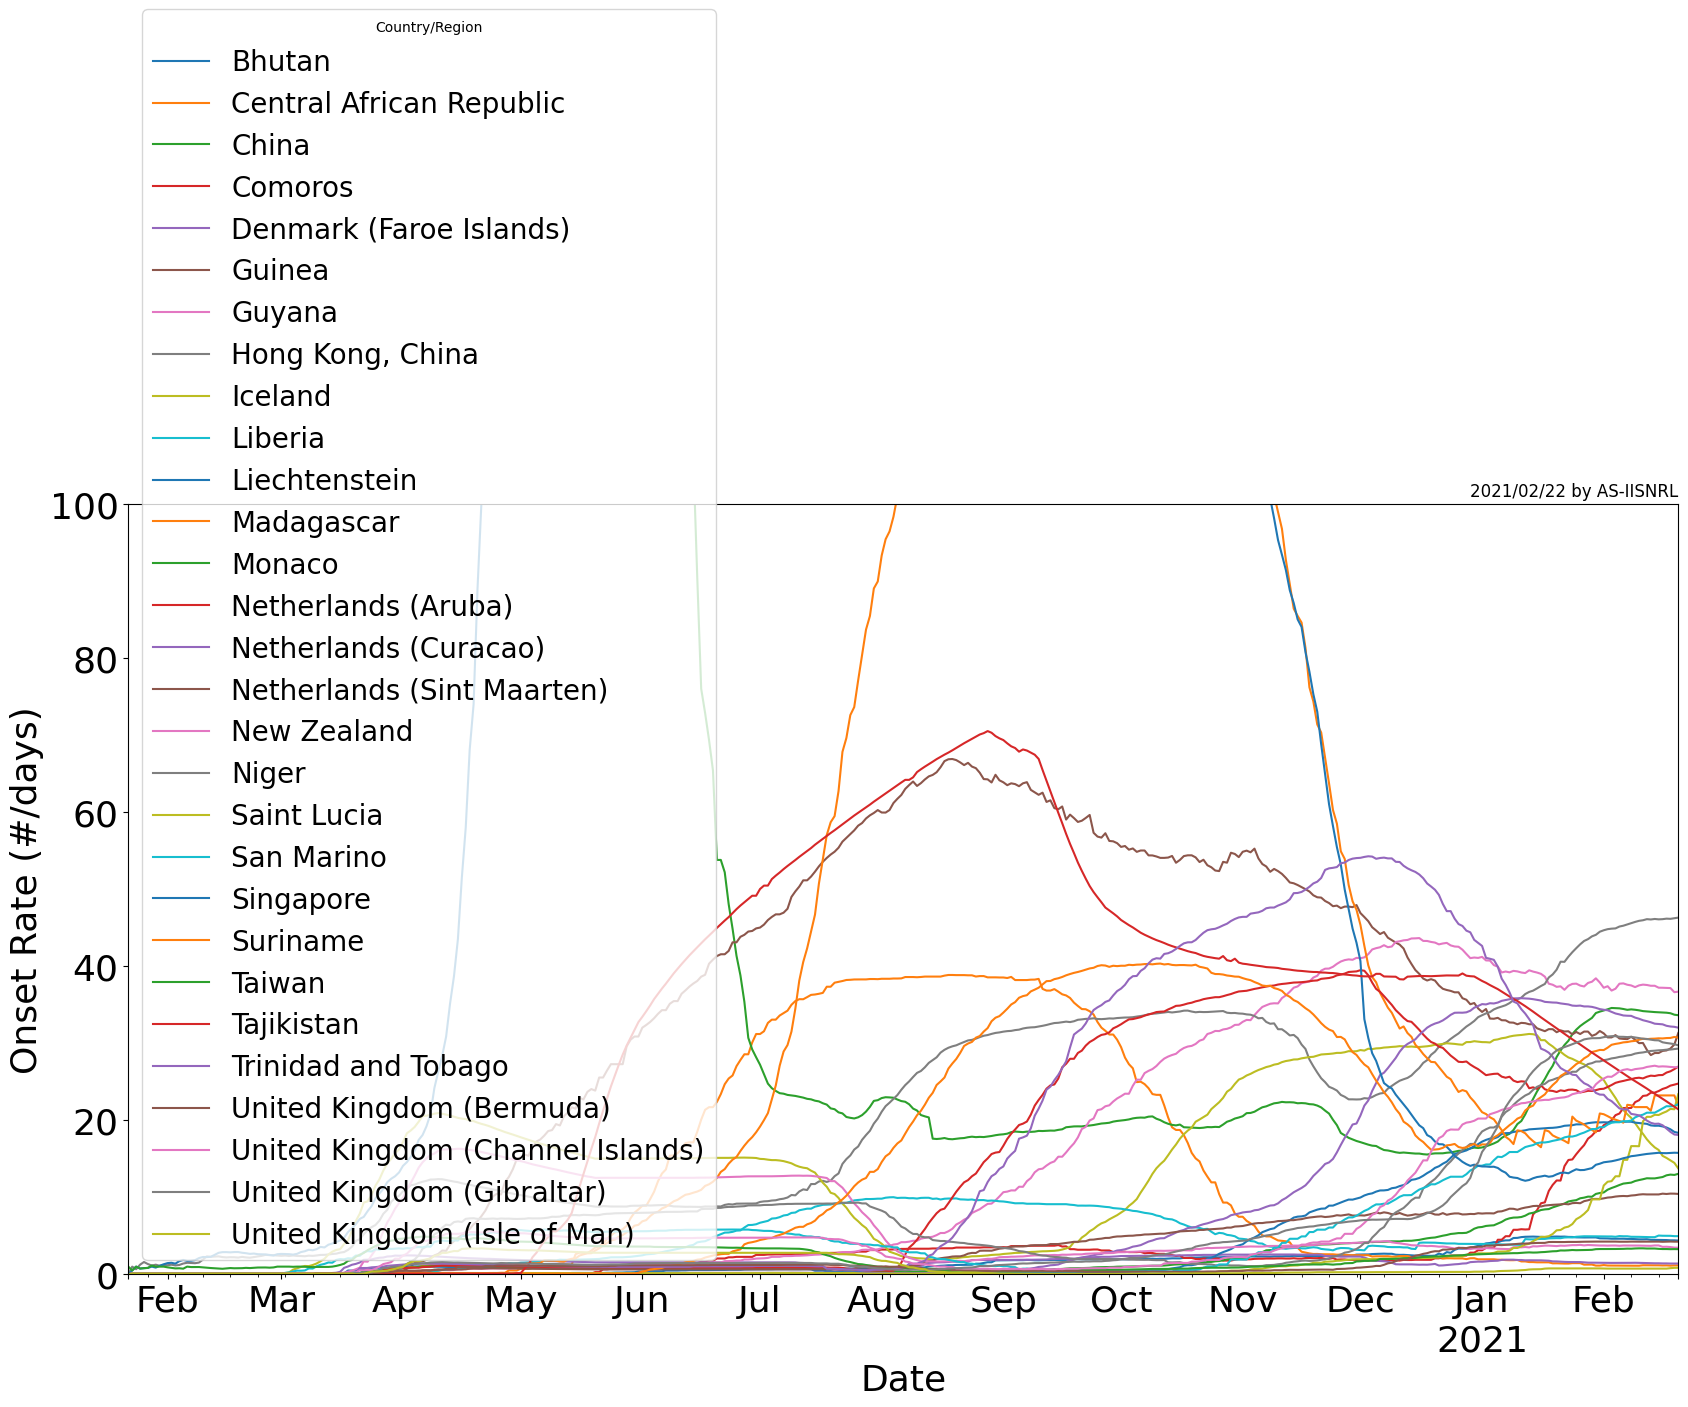 Country/Region
Bhutan
Central African Republic
China
Comoros
Denmark (Faroe Islands)
Guinea
Guyana
Hong Kong, China
Iceland
Liberia
Liechtenstein
Madagascar
Monaco
Netherlands (Aruba)
Netherlands (Curacao)
Netherlands (Sint Maarten)
New Zealand
Niger
Saint Lucia
San Marino
Singapore
Suriname
Taiwan
Tajikistan
Trinidad and Tobago
United Kingdom (Bermuda)
United Kingdom (Channel Islands)
United Kingdom (Gibraltar)
United Kingdom (Isle of Man)
2021/02/22 by AS-IISNRL
100
80
60
40
20
0
Onset Rate (#/days)
Feb Mar Apr May Jun Jul Aug Sep Oct Nov Dec Jan Feb
2021
Date